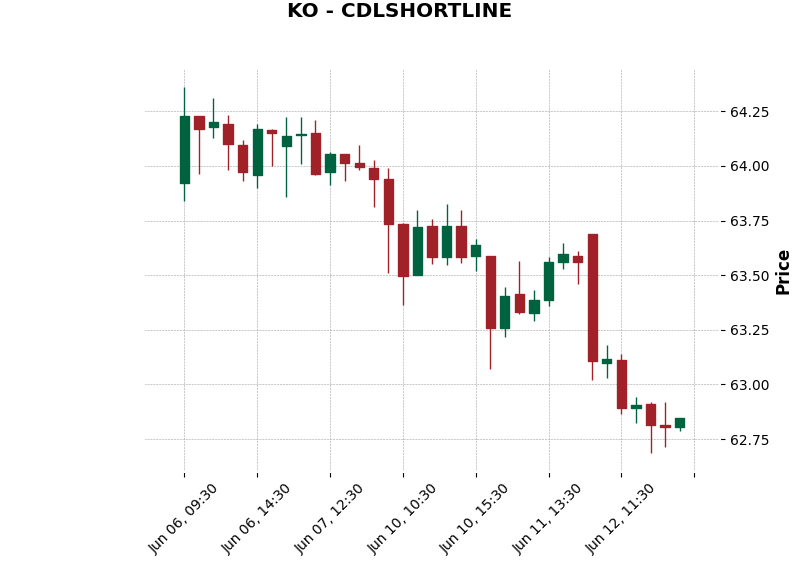 KO - CDLSHORTLINE
64.25
64.00
63.75
63.50
63.25
63.00
62.75
Price
Jun 06, 09:30
Jun 06, 14:30
Jun 07, 12:30
Jun 10, 10:30
Jun 10, 15:30
Jun 11, 13:30
Jun 12, 11:30